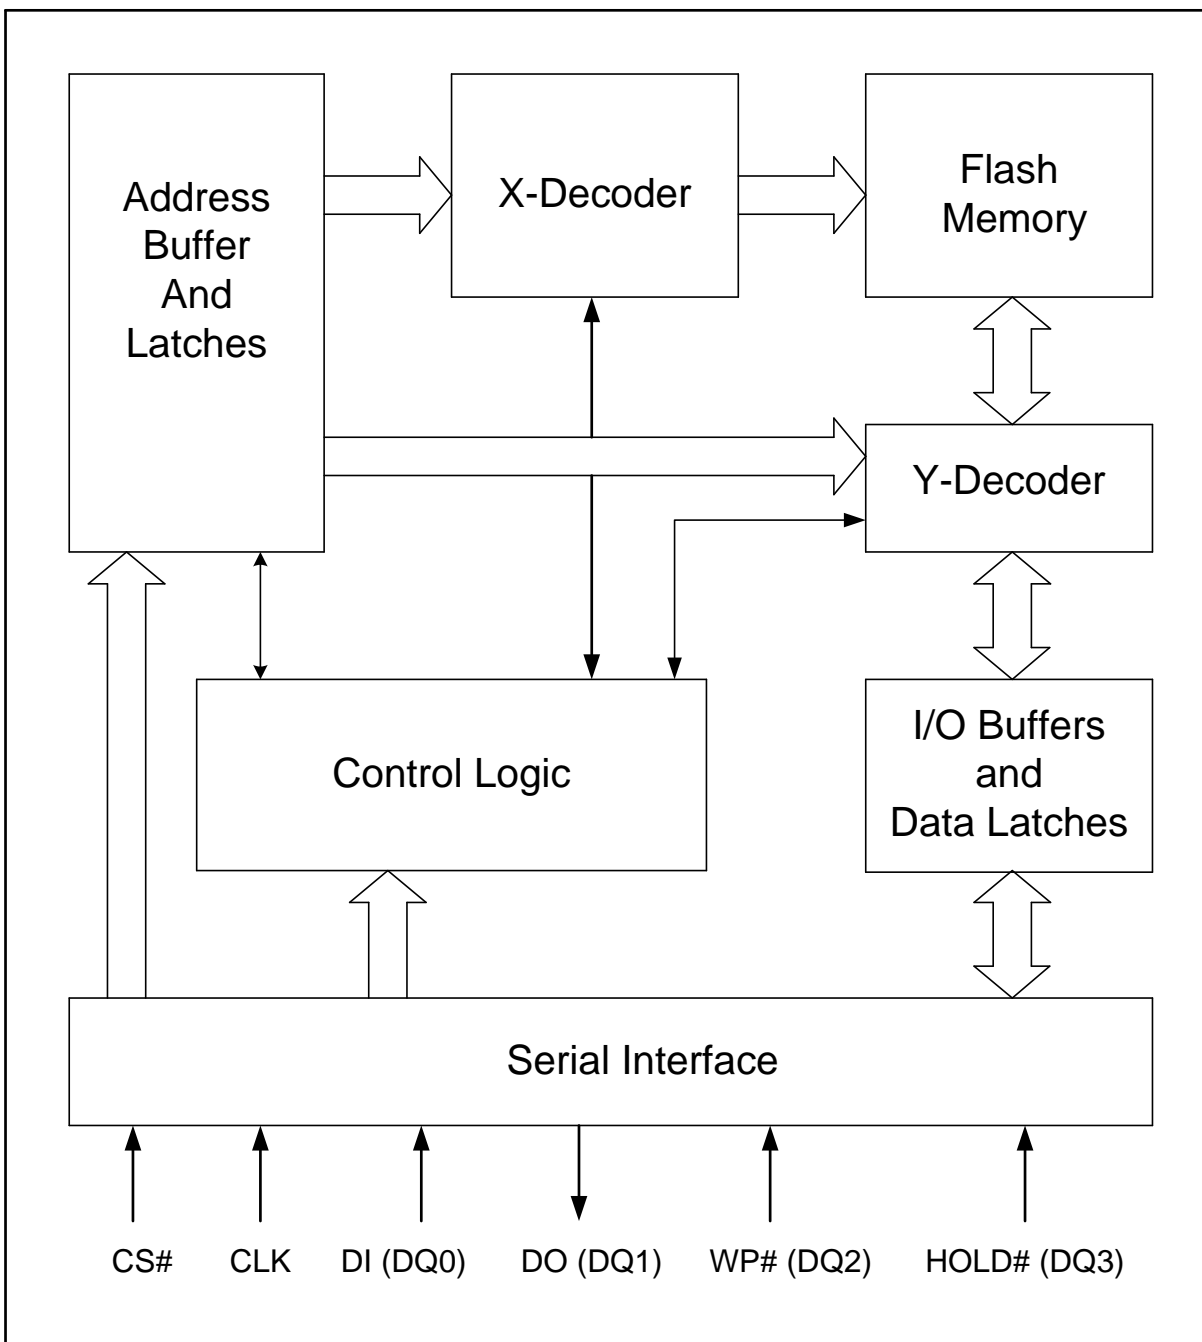 Address
Buffer
And
Latches
X-Decoder
Flash
Memory
Y-Decoder
Control Logic
I/O Buffers
and
Data Latches
Serial Interface
CS#
CLK
DI (DQ0)
DO (DQ1)
WP# (DQ2)
HOLD# (DQ3)